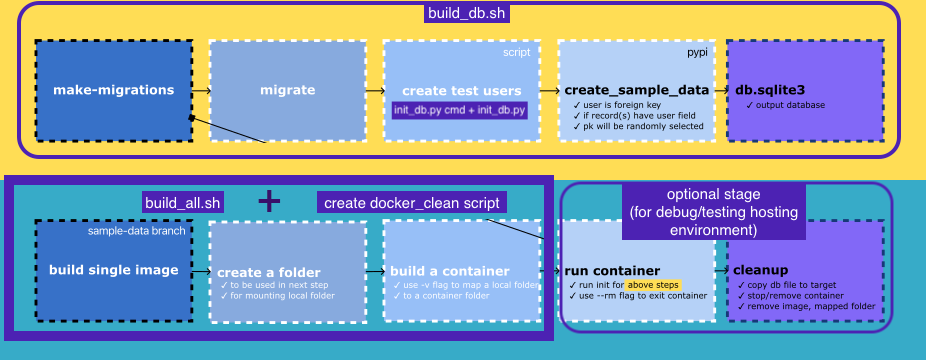 build_db.sh
make-migrations
migrate
script
create test users
init_db.py cmd + init_db.py
pypi
create_sample_data
✓ user is foreign key
✓ if record(s) have user field
✓ pk will be randomly selected
db.sqlite3
✓ output database
build_all.sh
+
create docker_clean script
optional stage
(for debug/testing hosting
environment)
sample-data branch
build single image
create a folder
✓ to be used in next step
✓ for mounting local folder
build a container
✓ use -v flag to map a local folder
✓ to a container folder
run container
✓ run init for above steps
✓ use --rm flag to exit container
cleanup
✓ copy db file to target
✓ stop/remove container
✓ remove image, mapped folder